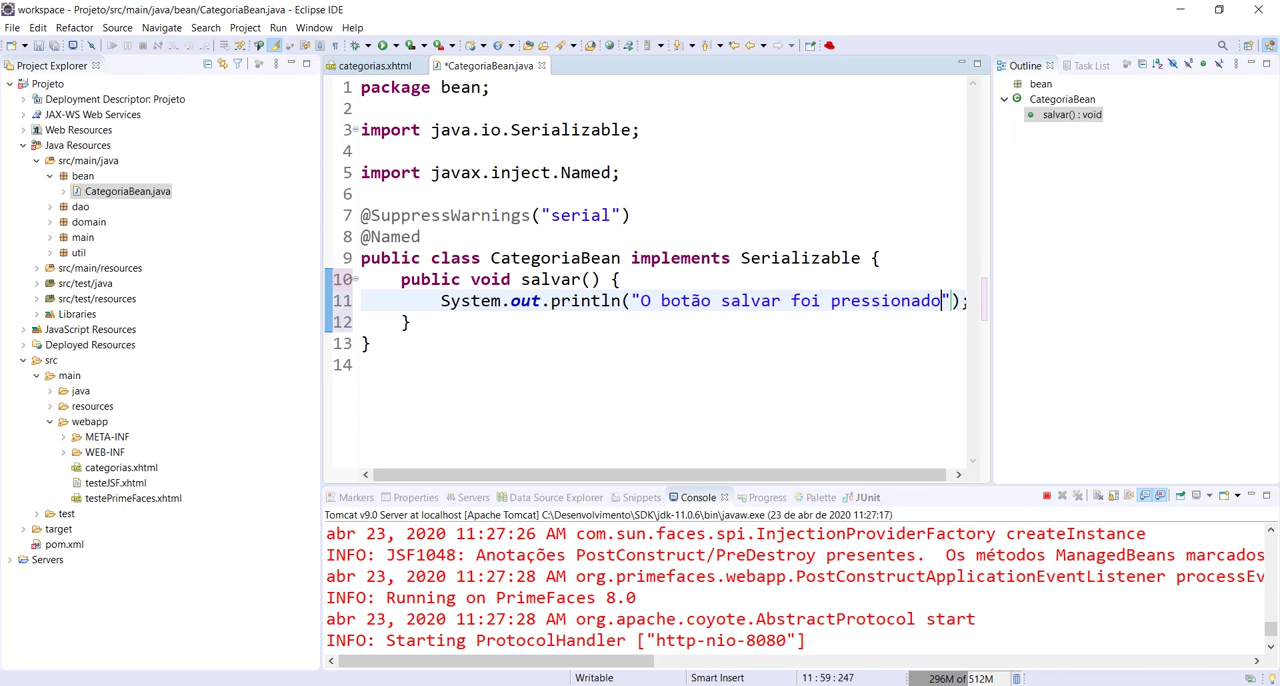 workspace - Projeto/src/main/java/bean/CategoriaBean.java - Eclipse IDE
File Edit Refactor Source Navigate Search Project Run Window Help
Project Explorer
Projeto
Deployment Descriptor: Projeto
JAX-WS Web Services
Web Resources
Java Resources
src/main/java
bean
CategoriaBean.java
dao
domain
main
util
src/main/resources
src/test/java
src/test/resources
Libraries
JavaScript Resources
Deployed Resources
src
main
java
resources
webapp
META-INF
WEB-INF
categorias.xhtml
testeJSF.xhtml
testePrimeFaces.xhtml
test
target
pom.xml
Servers
categorias.xhtml *CategoriaBean.java
1 package bean;
2
3 import java.io.Serializable;
4
5 import javax.inject.Named;
6
7 @SuppressWarnings("serial")
8 @Named
9 public class CategoriaBean implements Serializable {
10 public void salvar() {
11 System.out.println("O botão salvar foi pressionado");
12 }
13 }
14
Outline Task List
bean
CategoriaBean
salvar() : void
Markers Properties Servers Data Source Explorer Snippets Console Progress Palette JUnit
Tomcat v9.0 Server at localhost [Apache Tomcat] C:\Desenvolvimento\SDK\jdk-11.0.6\bin\javaw.exe (23 de abr de 2020 11:27:17)
abr 23, 2020 11:27:26 AM com.sun.faces.spi.InjectionProviderFactory createInstance
INFO: JSF1048: Anotações PostConstruct/PreDestroy presentes. Os métodos ManagedBeans marcados
abr 23, 2020 11:27:28 AM org.primefaces.webapp.PostConstructApplicationEventListener processEv
INFO: Running on PrimeFaces 8.0
abr 23, 2020 11:27:28 AM org.apache.coyote.AbstractProtocol start
INFO: Starting ProtocolHandler ["http-nio-8080"]
Writable Smart Insert 11 : 59 : 247 296M of 512M